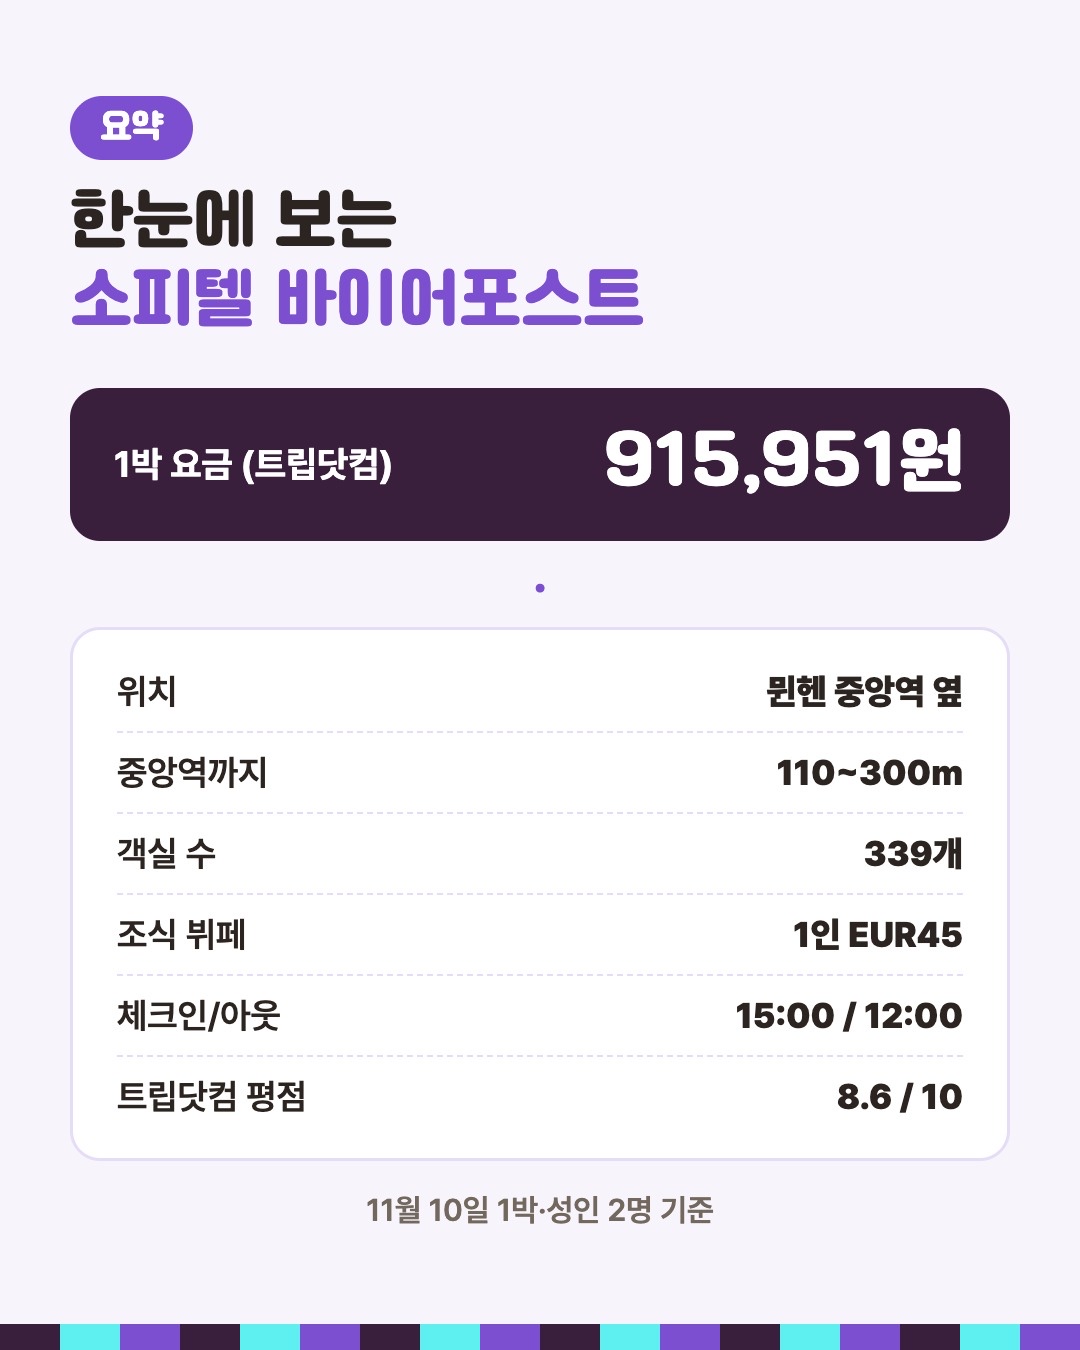 요약
한눈에 보는
소피텔 바이어포스트
1박 요금 (트립닷컴) 915,951원
위치 뮌헨 중앙역 옆
중앙역까지 110~300m
객실 수 339개
조식 뷔페 1인 EUR45
체크인/아웃 15:00 / 12:00
트립닷컴 평점 8.6 / 10
11월 10일 1박·성인 2명 기준